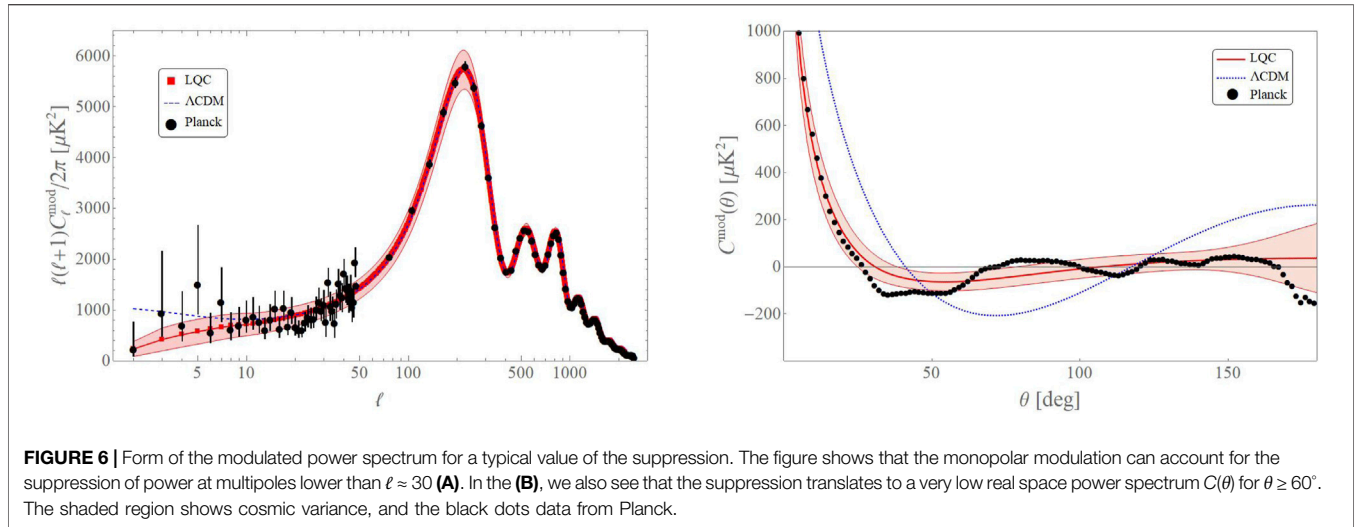 6000
5000
4000
3000
2000
1000
0
ℓ(ℓ+1)C_ℓ^mod/2π [μK²]
LQC
ΛCDM
Planck
5 10 50 100 500 1000
ℓ
1000
800
600
400
200
0
−200
C^mod(θ) [μK²]
LQC
ΛCDM
Planck
50 100 150
θ [deg]
FIGURE 6 | Form of the modulated power spectrum for a typical value of the suppression. The figure shows that the monopolar modulation can account for the
suppression of power at multipoles lower than ℓ ≈ 30 (A). In the (B), we also see that the suppression translates to a very low real space power spectrum C(θ) for θ ≥ 60°.
The shaded region shows cosmic variance, and the black dots data from Planck.